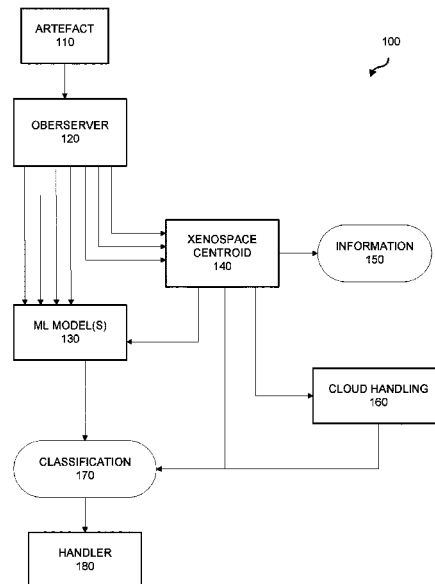 ARTEFACT
110
100
OBERSERVER
120
XENOSPACE
CENTROID
140
INFORMATION
150
ML MODEL(S)
130
CLOUD HANDLING
160
CLASSIFICATION
170
HANDLER
180